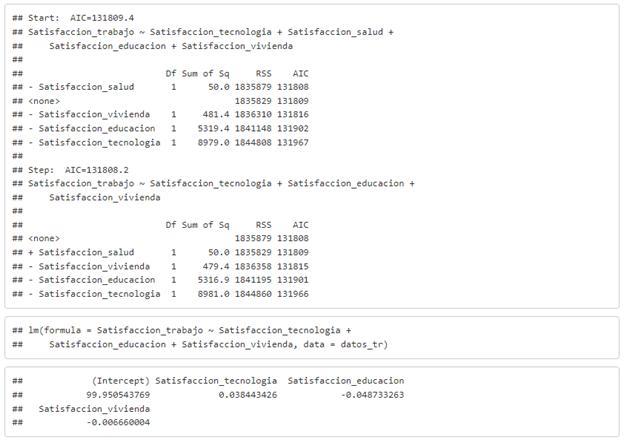 ## Start:  AIC=131809.4
## Satisfaccion_trabajo ~ Satisfaccion_tecnologia + Satisfaccion_salud +
##     Satisfaccion_educacion + Satisfaccion_vivienda
##
##                           Df Sum of Sq     RSS    AIC
## - Satisfaccion_salud       1      50.0 1835879 131808
## <none>                                 1835829 131809
## - Satisfaccion_vivienda    1     481.4 1836310 131816
## - Satisfaccion_educacion   1    5319.4 1841148 131902
## - Satisfaccion_tecnologia  1    8979.0 1844808 131967
##
## Step:  AIC=131808.2
## Satisfaccion_trabajo ~ Satisfaccion_tecnologia + Satisfaccion_educacion +
##     Satisfaccion_vivienda
##
##                           Df Sum of Sq     RSS    AIC
## <none>                                 1835879 131808
## + Satisfaccion_salud       1      50.0 1835829 131809
## - Satisfaccion_vivienda    1     479.4 1836358 131815
## - Satisfaccion_educacion   1    5316.9 1841195 131901
## - Satisfaccion_tecnologia  1    8981.0 1844860 131966
## lm(formula = Satisfaccion_trabajo ~ Satisfaccion_tecnologia +
##     Satisfaccion_educacion + Satisfaccion_vivienda, data = datos_tr)
##             (Intercept) Satisfaccion_tecnologia  Satisfaccion_educacion
##            99.950543769             0.038443426            -0.048733263
##   Satisfaccion_vivienda
##            -0.006660004